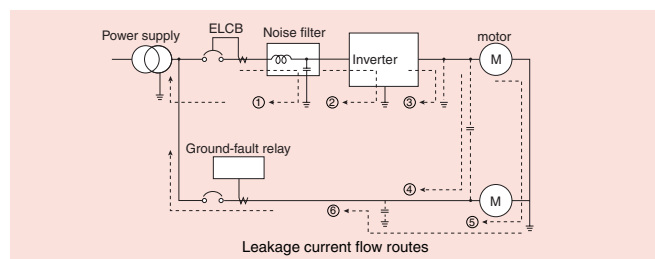 Power supply
ELCB
Noise filter
motor
Inverter
M
①
②
③
Ground-fault relay
④
M
⑥
⑤
Leakage current flow routes